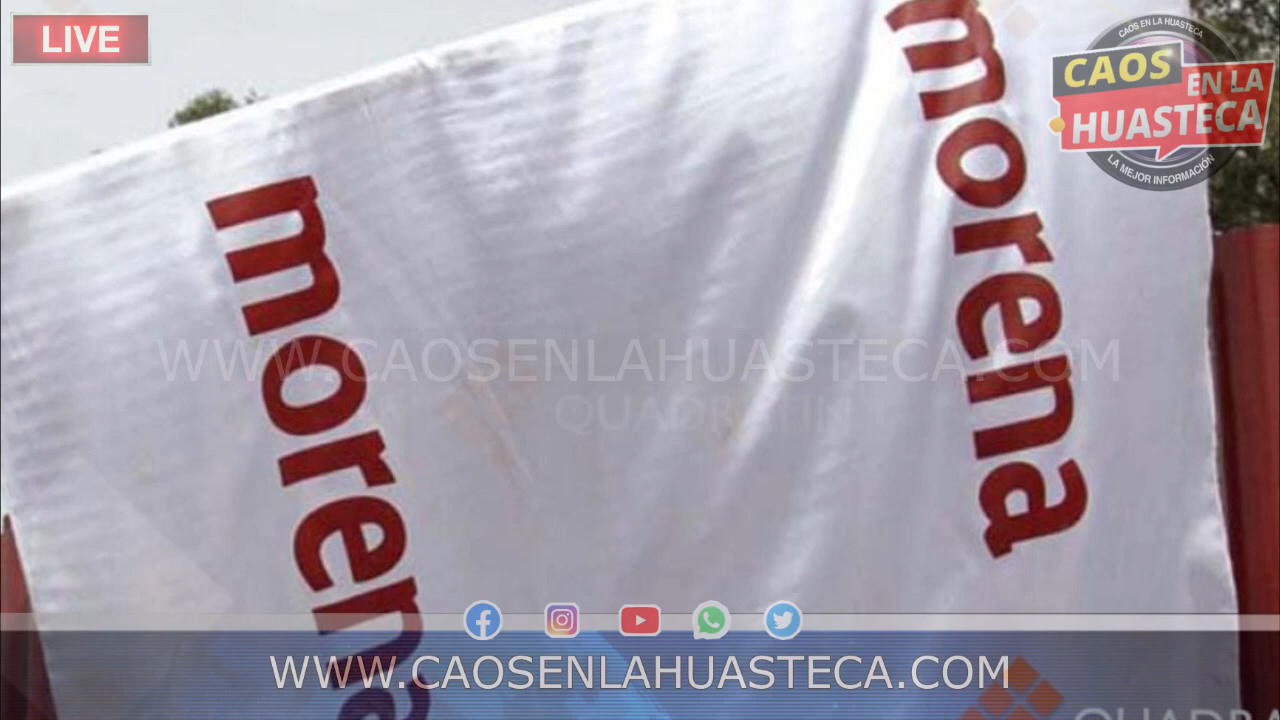 LIVE
CAOS EN LA HUASTECA
CAOS
EN LA
HUASTECA
LA MEJOR INFORMACIÓN
morena
morena
WWW.CAOSENLAHUASTECA.COM
QUADRATIN
WWW.CAOSENLAHUASTECA.COM